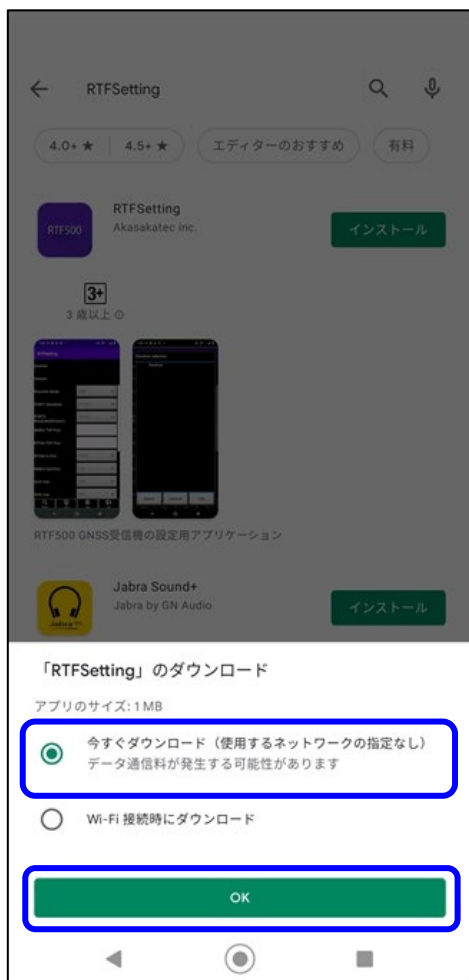 RTFSetting
4.0+ ★ 4.5+ ★ エディターのおすすめ 有料
RTFSetting
Akasakatec inc.
RTF500
インストール
3+
3 歳以上
RTF500 GNSS受信機の設定用アプリケーション
Jabra Sound+
Jabra by GN Audio
Jabra
インストール
「RTFSetting」のダウンロード
アプリのサイズ: 1 MB
今すぐダウンロード（使用するネットワークの指定なし）
データ通信料が発生する可能性があります
Wi-Fi 接続時にダウンロード
OK